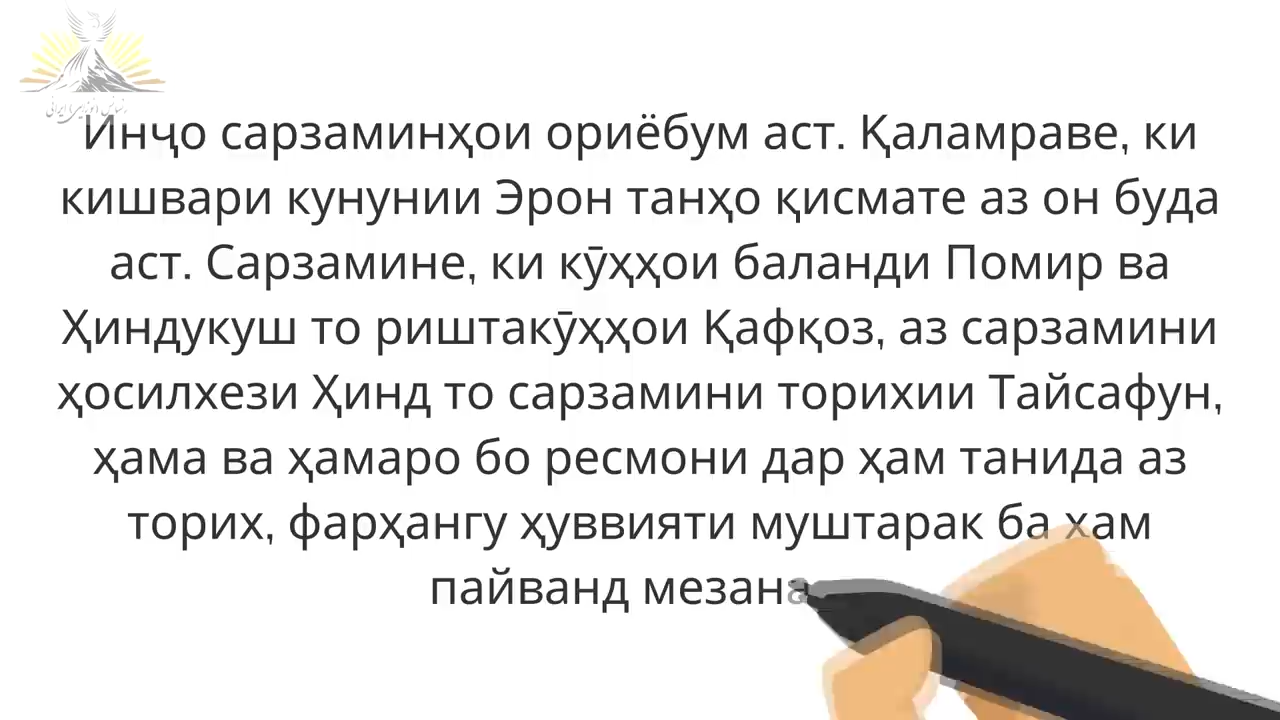 Инҷо сарзаминҳои ориёбум аст. Қаламраве, ки
кишвари кунунии Эрон танҳо қисмате аз он буда
аст. Сарзамине, ки кӯҳҳои баланди Помир ва
Ҳиндукуш то риштакӯҳҳои Қафқоз, аз сарзамини
ҳосилхези Ҳинд то сарзамини торихии Тайсафун,
ҳама ва ҳамаро бо ресмони дар ҳам танида аз
торих, фарҳангу ҳуввияти муштарак ба ҳам
пайванд мезана